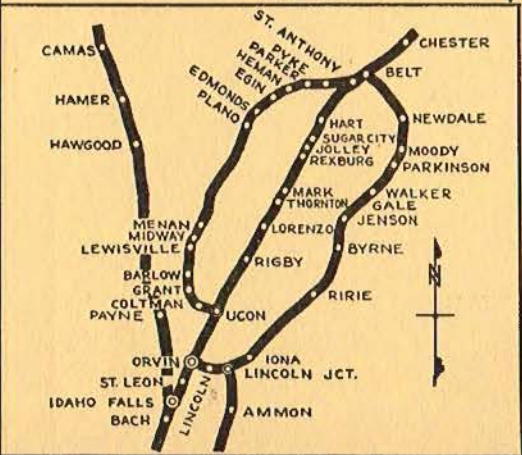 CAMAS
HAMER
HAWGOOD
ST. ANTHONY
PYKE
PARKER
HEMAN
EGIN
EDMONDS
PLANO
CHESTER
BELT
NEWDALE
MOODY
PARKINSON
WALKER
GALE
JENSON
BYRNE
RIRIE
HART
SUGAR CITY
JOLLEY
REXBURG
MARK
THORNTON
LORENZO
RIGBY
MENAN
MIDWAY
LEWISVILLE
BARLOW
GRANT
COLTMAN
PAYNE
UCON
ORVIN
ST. LEON
IDAHO FALLS
BACH
LINCOLN
IONA
LINCOLN JCT.
AMMON
N